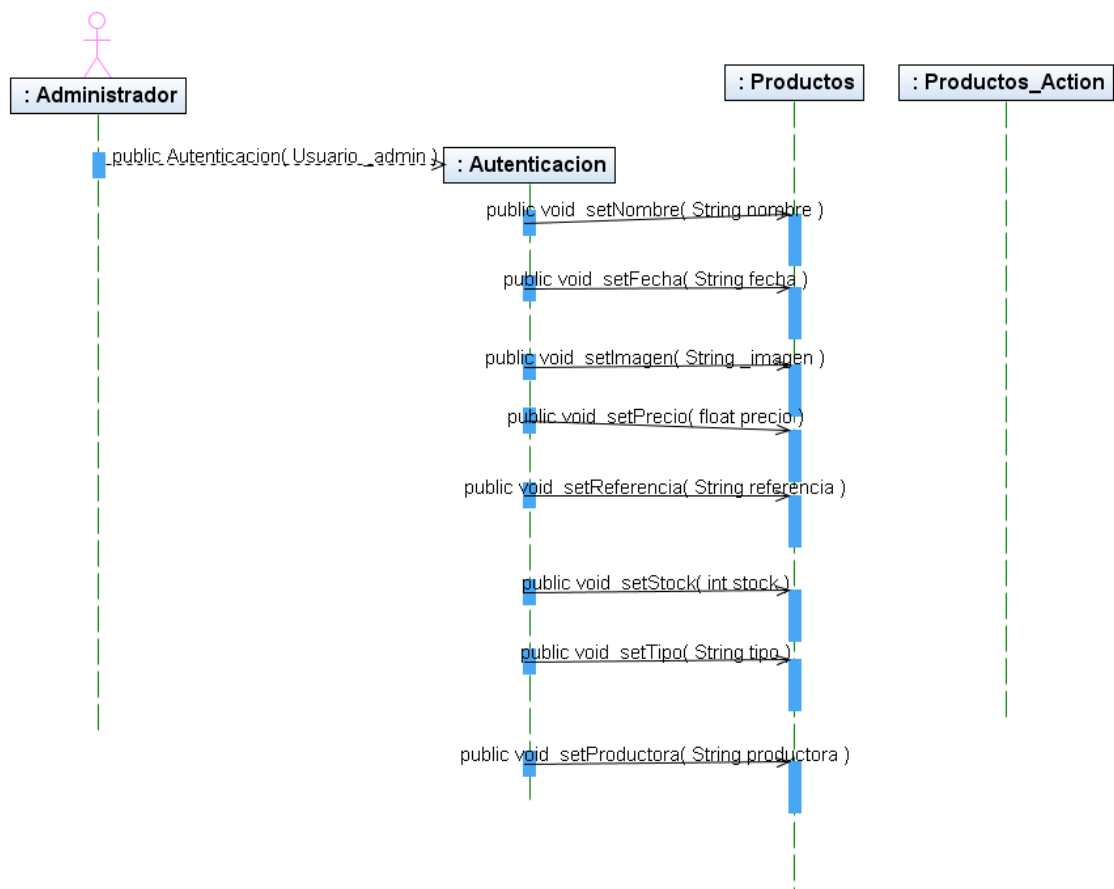 : Administrador
: Productos
: Productos_Action
public Autenticacion( Usuario _admin )
: Autenticacion
public void  setNombre( String nombre )
public void  setFecha( String fecha )
public void  setImagen( String _imagen )
public void  setPrecio( float precio )
public void  setReferencia( String referencia )
public void  setStock( int stock )
public void  setTipo( String tipo )
public void  setProductora( String productora )